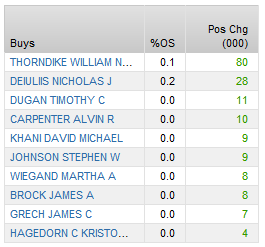 Buys %OS Pos Chg (000)
THORNDIKE WILLIAM N... 0.1 80
DEIULIIS NICHOLAS J 0.2 28
DUGAN TIMOTHY C 0.0 11
CARPENTER ALVIN R 0.0 10
KHANI DAVID MICHAEL 0.0 9
JOHNSON STEPHEN W 0.0 9
WIEGAND MARTHA A 0.0 8
BROCK JAMES A 0.0 8
GRECH JAMES C 0.0 7
HAGEDORN C KRISTO... 0.0 4